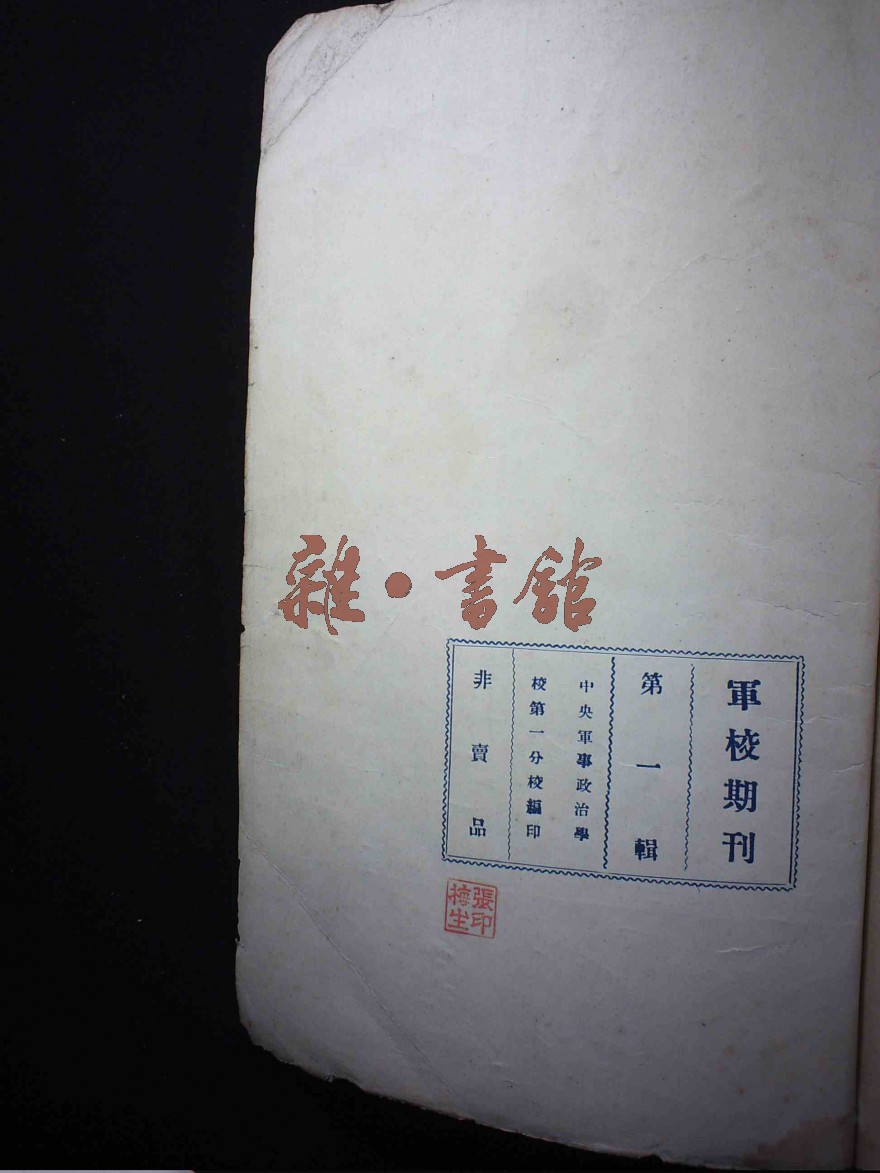 雜·書館
軍校期刊
第一輯
中央軍事政治學
校第一分校編印
非賣品
張印
生